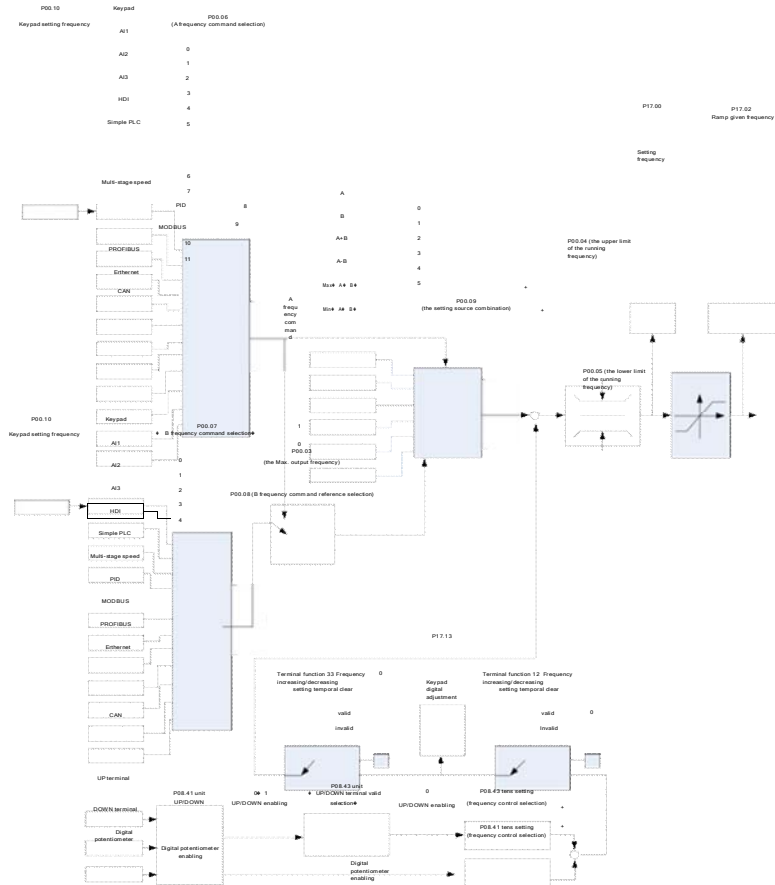 P00.10
Keypad setting frequency
Keypad
AI1
AI2
AI3
HDI
Simple PLC
P00.06
(A frequency command selection)
0
1
2
3
4
5
P17.00
P17.02
Ramp given frequency
Setting
frequency
Multi-stage speed
6
7
PID
8
MODBUS
9
10
PROFIBUS
11
Erthernet
CAN
A
B
A+B
A-B
Max A B
Min A B
0
1
2
3
4
5
A
frequ
ency
com
man
d
P00.09
(the setting source combination)
P00.04 (the upper limit
of the running
frequency)
P00.05 (the lower limit
of the running
frequency)
P00.10
Keypad setting frequency
Keypad
AI1
AI2
AI3
HDI
Simple PLC
Multi-stage speed
PID
MODBUS
PROFIBUS
Erthernet
CAN
P00.07
B frequency command selection
0
1
2
3
4
1
0
P00.03
(the Max. output frequency)
P00.08 (B frequency command reference selection)
P17.13
Terminal function 33 Frequency
increasing/decreasing
setting temporal clear
0
valid
invalid
Keypad
digital
adjustment
Terminal function 12 Frequency
increasing/decreasing
setting temporal clear
valid
0
Invalid
UP terminal
DOWN terminal
Digital
potentiometer
P08.41 unit
UP/DOWN
Digital potentiometer
enabling
0 1
UP/DOWN enabling
P08.43 unit
UP/DOWN terminal valid
selection
0
UP/DOWN enabling
P08.43 tens setting
(frequency control selection)
P08.41 tens setting
(frequency control selection)
Digital
potentiometer
enabling